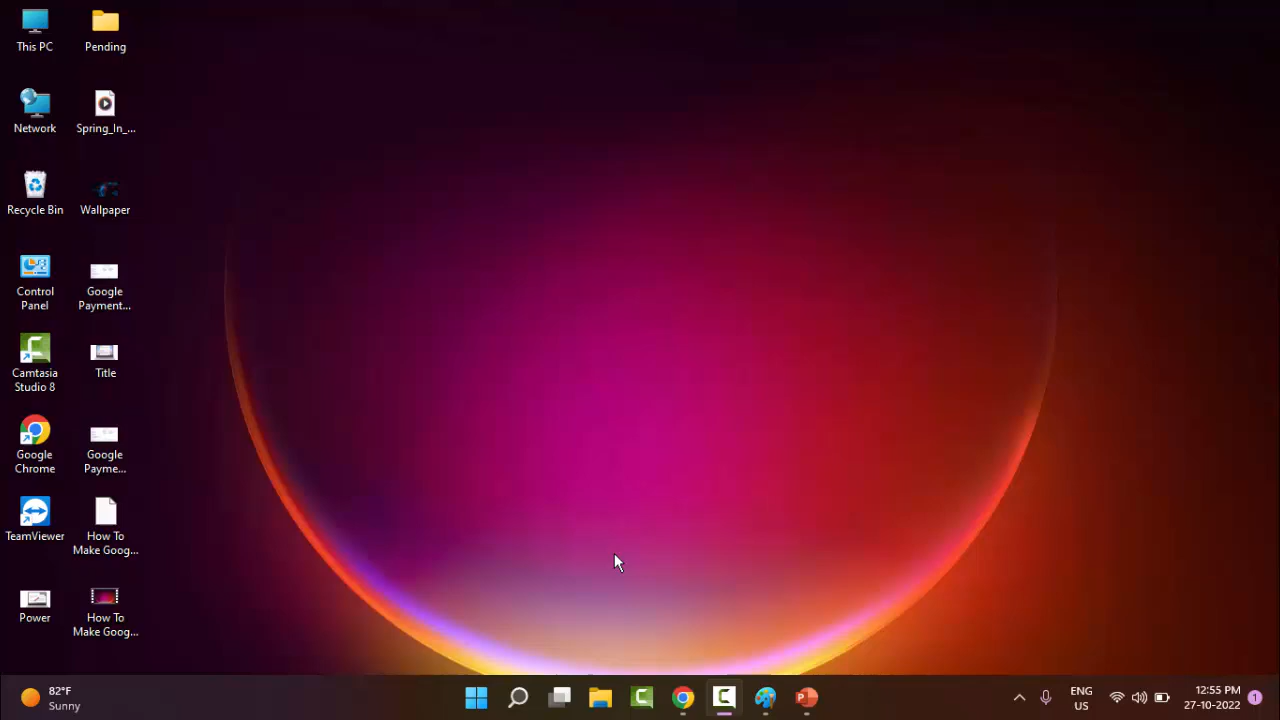 This PC
Pending
Network
Spring_In_...
Recycle Bin
Wallpaper
Control
Panel
Google
Payment...
Camtasia
Studio 8
Title
Google
Chrome
Google
Payme...
TeamViewer
How To
Make Goog...
Power
How To
Make Goog...
82°F
Sunny
ENG
US
12:55 PM
27-10-2022
1